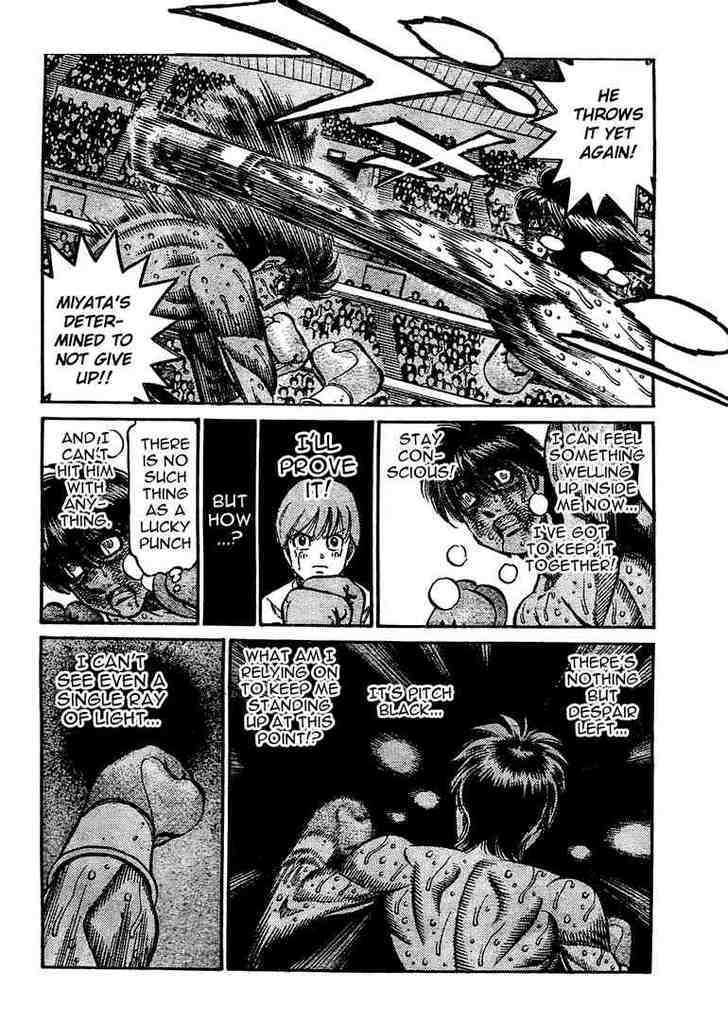 HE
THROWS
IT YET
AGAIN!
MIYATA'S
DETER-
MINED TO
NOT GIVE
UP!!
I CAN FEEL
SOMETHING
WELLING
UP INSIDE
ME NOW...
I'VE
GOT TO
KEEP IT
TOGETHER!
STAY
CON-
SCIOUS!
I'LL
PROVE
IT!
BUT
HOW
...?
THERE
IS NO
SUCH
THING
AS A
LUCKY
PUNCH
AND I
CAN'T
HIT HIM
WITH
ANY-
THING.
THERE'S
NOTHING
BUT
DESPAIR
LEFT...
IT'S PITCH
BLACK...
WHAT AM I
RELYING ON
TO KEEP ME
STANDING
UP AT THIS
POINT!?
I CAN'T
SEE EVEN A
SINGLE RAY
OF LIGHT...